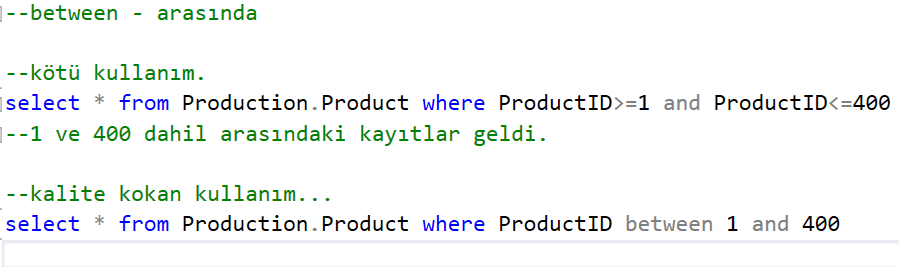 --between - arasında
--kötü kullanım.
select * from Production.Product where ProductID>=1 and ProductID<=400
--1 ve 400 dahil arasındaki kayıtlar geldi.
--kalite kokan kullanım...
select * from Production.Product where ProductID between 1 and 400